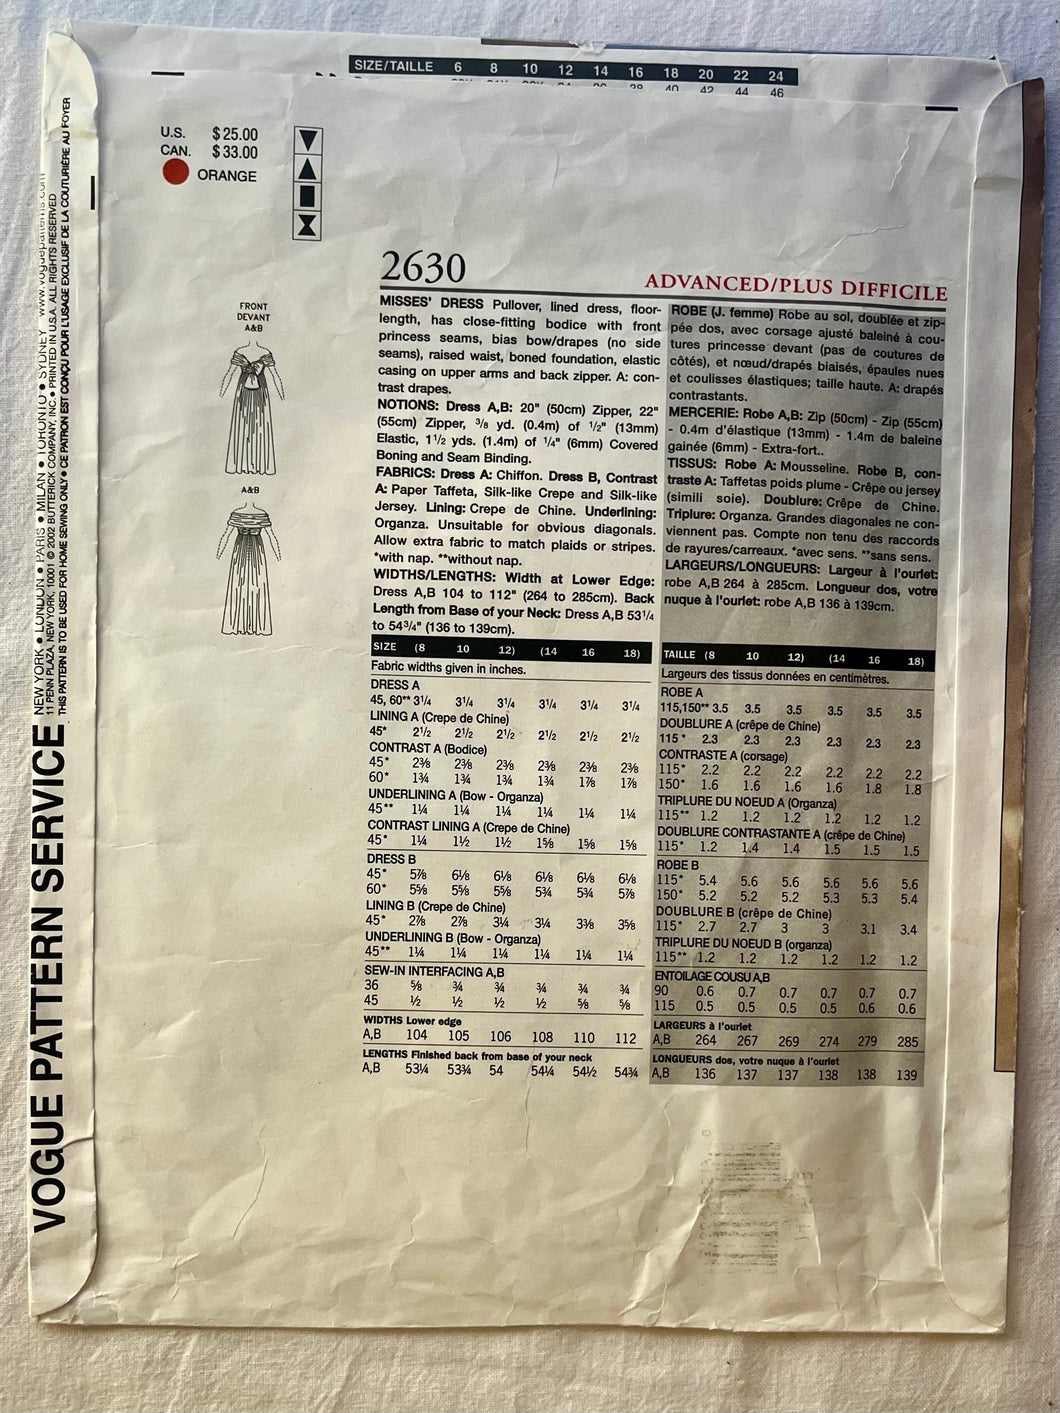 SIZE/TAILLE 6 8 10 12 14 16 18 20 22 24
40 42 44 46
U.S. $ 25.00
CAN. $ 33.00
ORANGE
FRONT
DEVANT
A&B
A&B
2630
ADVANCED/PLUS DIFFICILE
MISSES' DRESS Pullover, lined dress, floor-
length, has close-fitting bodice with front
princess seams, bias bow/drapes (no side
seams), raised waist, boned foundation, elastic
casing on upper arms and back zipper. A: con-
trast drapes.
NOTIONS: Dress A,B: 20" (50cm) Zipper, 22"
(55cm) Zipper, 3/8 yd. (0.4m) of 1/2" (13mm)
Elastic, 1 1/2 yds. (1.4m) of 1/4" (6mm) Covered
Boning and Seam Binding.
FABRICS: Dress A: Chiffon. Dress B, Contrast
A: Paper Taffeta, Silk-like Crepe and Silk-like
Jersey. Lining: Crepe de Chine. Underlining:
Organza. Unsuitable for obvious diagonals.
Allow extra fabric to match plaids or stripes.
*with nap. **without nap.
WIDTHS/LENGTHS: Width at Lower Edge:
Dress A,B 104 to 112" (264 to 285cm). Back
Length from Base of your Neck: Dress A,B 53 1/4
to 54 3/4" (136 to 139cm).
SIZE (8 10 12) (14 16 18)
Fabric widths given in inches.
DRESS A
45, 60** 3 1/4 3 1/4 3 1/4 3 1/4 3 1/4 3 1/4
LINING A (Crepe de Chine)
45* 2 1/2 2 1/2 2 1/2 2 1/2 2 1/2 2 1/2
CONTRAST A (Bodice)
45* 2 3/8 2 3/8 2 3/8 2 3/8 2 3/8 2 3/8
60* 1 3/4 1 3/4 1 3/4 1 3/4 1 7/8 1 7/8
UNDERLINING A (Bow - Organza)
45** 1 1/4 1 1/4 1 1/4 1 1/4 1 1/4 1 1/4
CONTRAST LINING A (Crepe de Chine)
45* 1 1/4 1 1/2 1 1/2 1 5/8 1 5/8 1 5/8
DRESS B
45* 5 7/8 6 1/8 6 1/8 6 1/8 6 1/8 6 1/8
60* 5 5/8 5 5/8 5 5/8 5 3/4 5 3/4 5 7/8
LINING B (Crepe de Chine)
45* 2 7/8 2 7/8 3 1/4 3 1/4 3 3/8 3 5/8
UNDERLINING B (Bow - Organza)
45** 1 1/4 1 1/4 1 1/4 1 1/4 1 1/4 1 1/4
SEW-IN INTERFACING A,B
36 5/8 3/4 3/4 3/4 3/4 3/4
45 1/2 1/2 1/2 1/2 5/8 5/8
WIDTHS Lower edge
A,B 104 105 106 108 110 112
LENGTHS Finished back from base of your neck
A,B 53 1/4 53 3/4 54 54 1/4 54 1/2 54 3/4
ROBE (J. femme) Robe au sol, doublée et zip-
pée dos, avec corsage ajusté baleiné à cou-
tures princesse devant (pas de coutures de
côtés), et nœud/drapés biaisés, épaules nues
et coulisses élastiques; taille haute. A: drapés
contrastants.
MERCERIE: Robe A,B: Zip (50cm) - Zip (55cm)
- 0.4m d'élastique (13mm) - 1.4m de baleine
gainée (6mm) - Extra-fort..
TISSUS: Robe A: Mousseline. Robe B, con-
traste A: Taffetas poids plume - Crêpe ou jersey
(simili soie). Doublure: Crêpe de Chine.
Triplure: Organza. Grandes diagonales ne con-
viennent pas. Compte non tenu des raccords
de rayures/carreaux. *avec sens. **sans sens.
LARGEURS/LONGUEURS: Largeur à l'ourlet:
robe A,B 264 à 285cm. Longueur dos, votre
nuque à l'ourlet: robe A,B 136 à 139cm.
TAILLE (8 10 12) (14 16 18)
Largeurs des tissus données en centimètres.
ROBE A
115,150** 3.5 3.5 3.5 3.5 3.5 3.5
DOUBLURE A (crêpe de Chine)
115* 2.3 2.3 2.3 2.3 2.3 2.3
CONTRASTE A (corsage)
115* 2.2 2.2 2.2 2.2 2.2 2.2
150* 1.6 1.6 1.6 1.6 1.8 1.8
TRIPLURE DU NOEUD A (Organza)
115** 1.2 1.2 1.2 1.2 1.2 1.2
DOUBLURE CONTRASTANTE A (crêpe de Chine)
115* 1.2 1.4 1.4 1.5 1.5 1.5
ROBE B
115* 5.4 5.6 5.6 5.6 5.6 5.6
150* 5.2 5.2 5.2 5.3 5.3 5.4
DOUBLURE B (crêpe de Chine)
115* 2.7 2.7 3 3 3.1 3.4
TRIPLURE DU NOEUD B (organza)
115** 1.2 1.2 1.2 1.2 1.2 1.2
ENTOILAGE COUSU A,B
90 0.6 0.7 0.7 0.7 0.7 0.7
115 0.5 0.5 0.5 0.5 0.6 0.6
LARGEURS à l'ourlet
A,B 264 267 269 274 279 285
LONGUEURS dos, votre nuque à l'ourlet
A,B 136 137 137 138 138 139
VOGUE PATTERN SERVICE
NEW YORK • LONDON • PARIS • MILAN • TORONTO • SYDNEY www.voguepatterns.com
11 PENN PLAZA, NEW YORK, 10001 © 2002 BUTTERICK COMPANY, INC. • PRINTED IN U.S.A. ALL RIGHTS RESERVED
THIS PATTERN IS TO BE USED FOR HOME SEWING ONLY • CE PATRON EST CONÇU POUR L'USAGE EXCLUSIF DE LA COUTURIÈRE AU FOYER